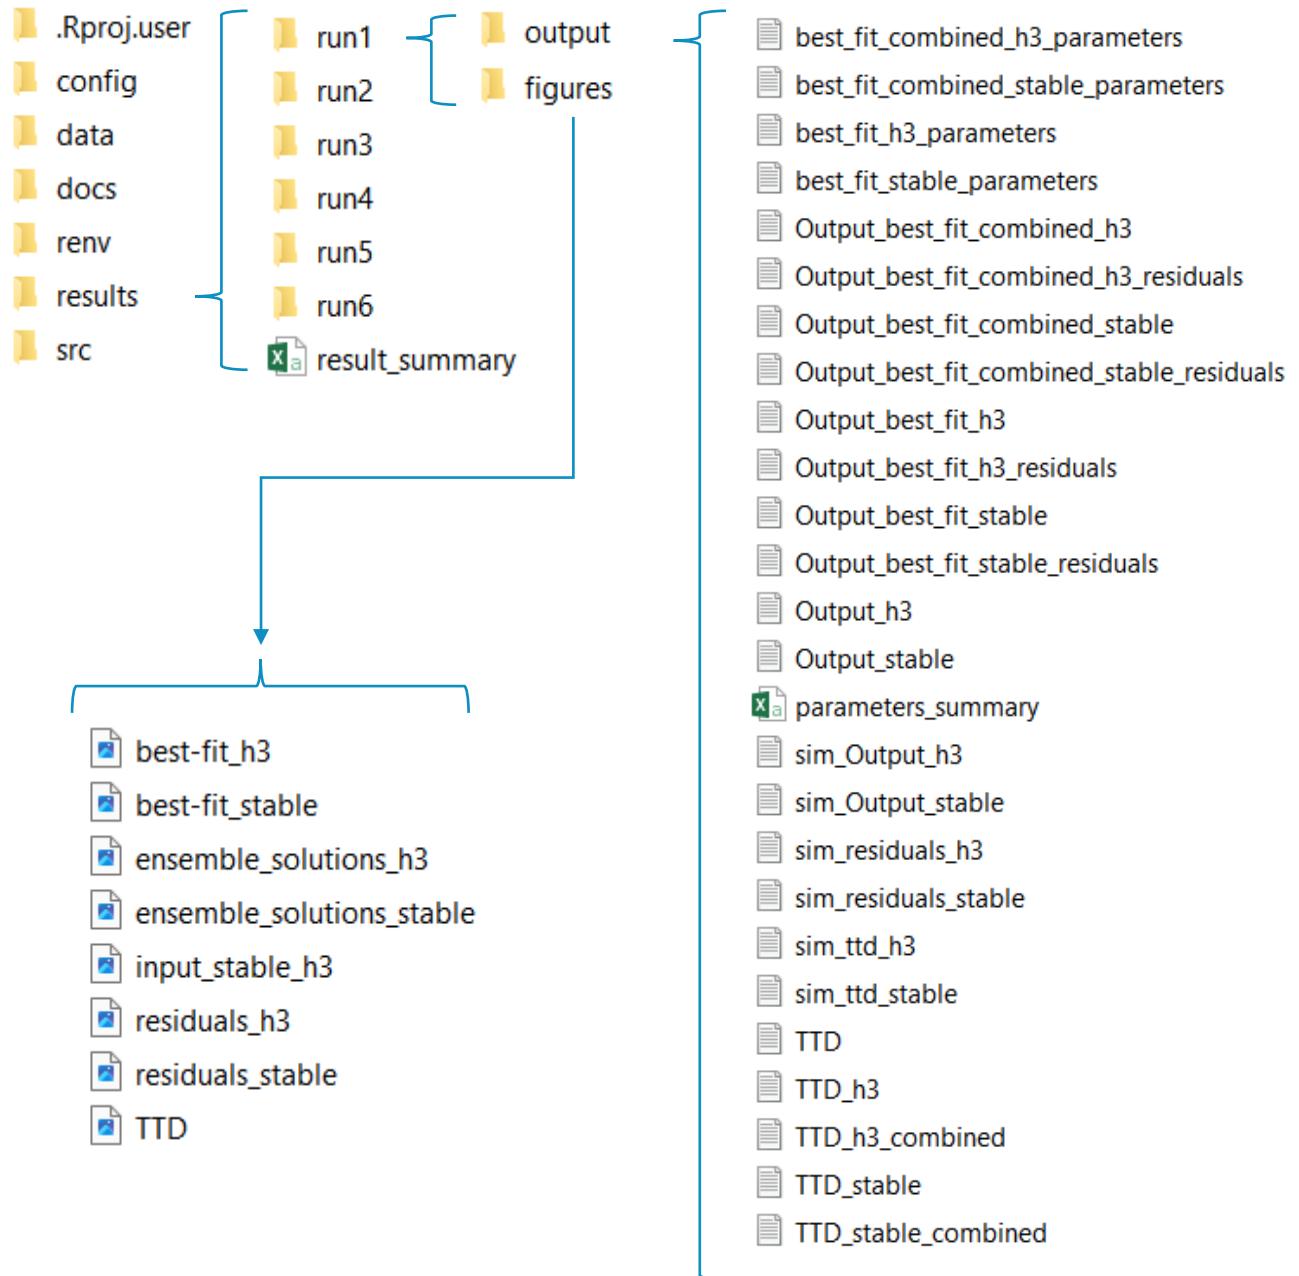 .Rproj.user
config
data
docs
renv
results
src
run1
run2
run3
run4
run5
run6
result_summary
output
figures
best_fit_combined_h3_parameters
best_fit_combined_stable_parameters
best_fit_h3_parameters
best_fit_stable_parameters
Output_best_fit_combined_h3
Output_best_fit_combined_h3_residuals
Output_best_fit_combined_stable
Output_best_fit_combined_stable_residuals
Output_best_fit_h3
Output_best_fit_h3_residuals
Output_best_fit_stable
Output_best_fit_stable_residuals
Output_h3
Output_stable
parameters_summary
sim_Output_h3
sim_Output_stable
sim_residuals_h3
sim_residuals_stable
sim_ttd_h3
sim_ttd_stable
TTD
TTD_h3
TTD_h3_combined
TTD_stable
TTD_stable_combined
best-fit_h3
best-fit_stable
ensemble_solutions_h3
ensemble_solutions_stable
input_stable_h3
residuals_h3
residuals_stable
TTD